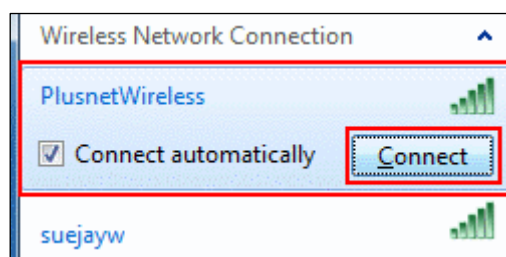 Wireless Network Connection
PlusnetWireless
Connect automatically
Connect
suejayw